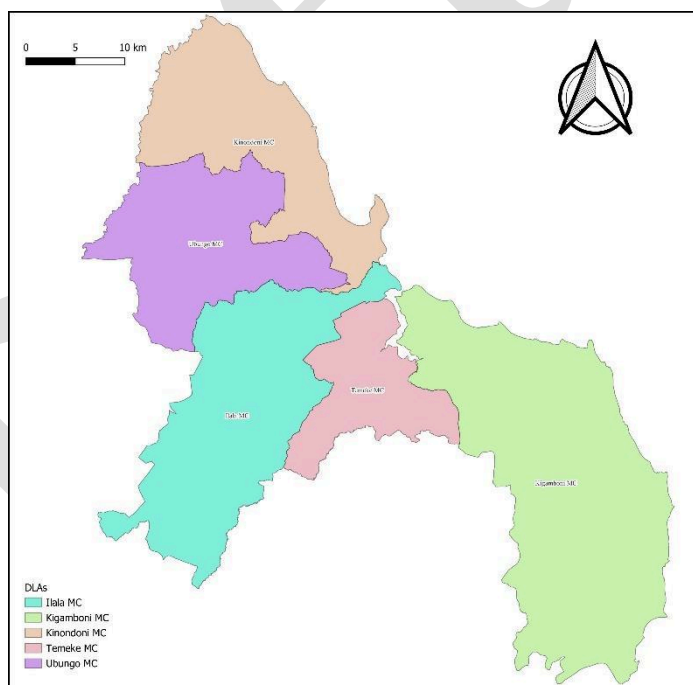 0 5 10 km
Kinondoni MC
Ubungo MC
Ilala MC
Temeke MC
Kigamboni MC
DLAs
Ilala MC
Kigamboni MC
Kinondoni MC
Temeke MC
Ubungo MC